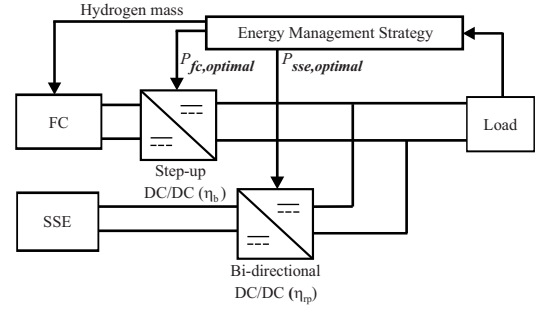 Hydrogen mass
Energy Management Strategy
P fc,optimal
P sse,optimal
FC
Load
Step-up
DC/DC (ηb)
SSE
Bi-directional
DC/DC (ηrp)